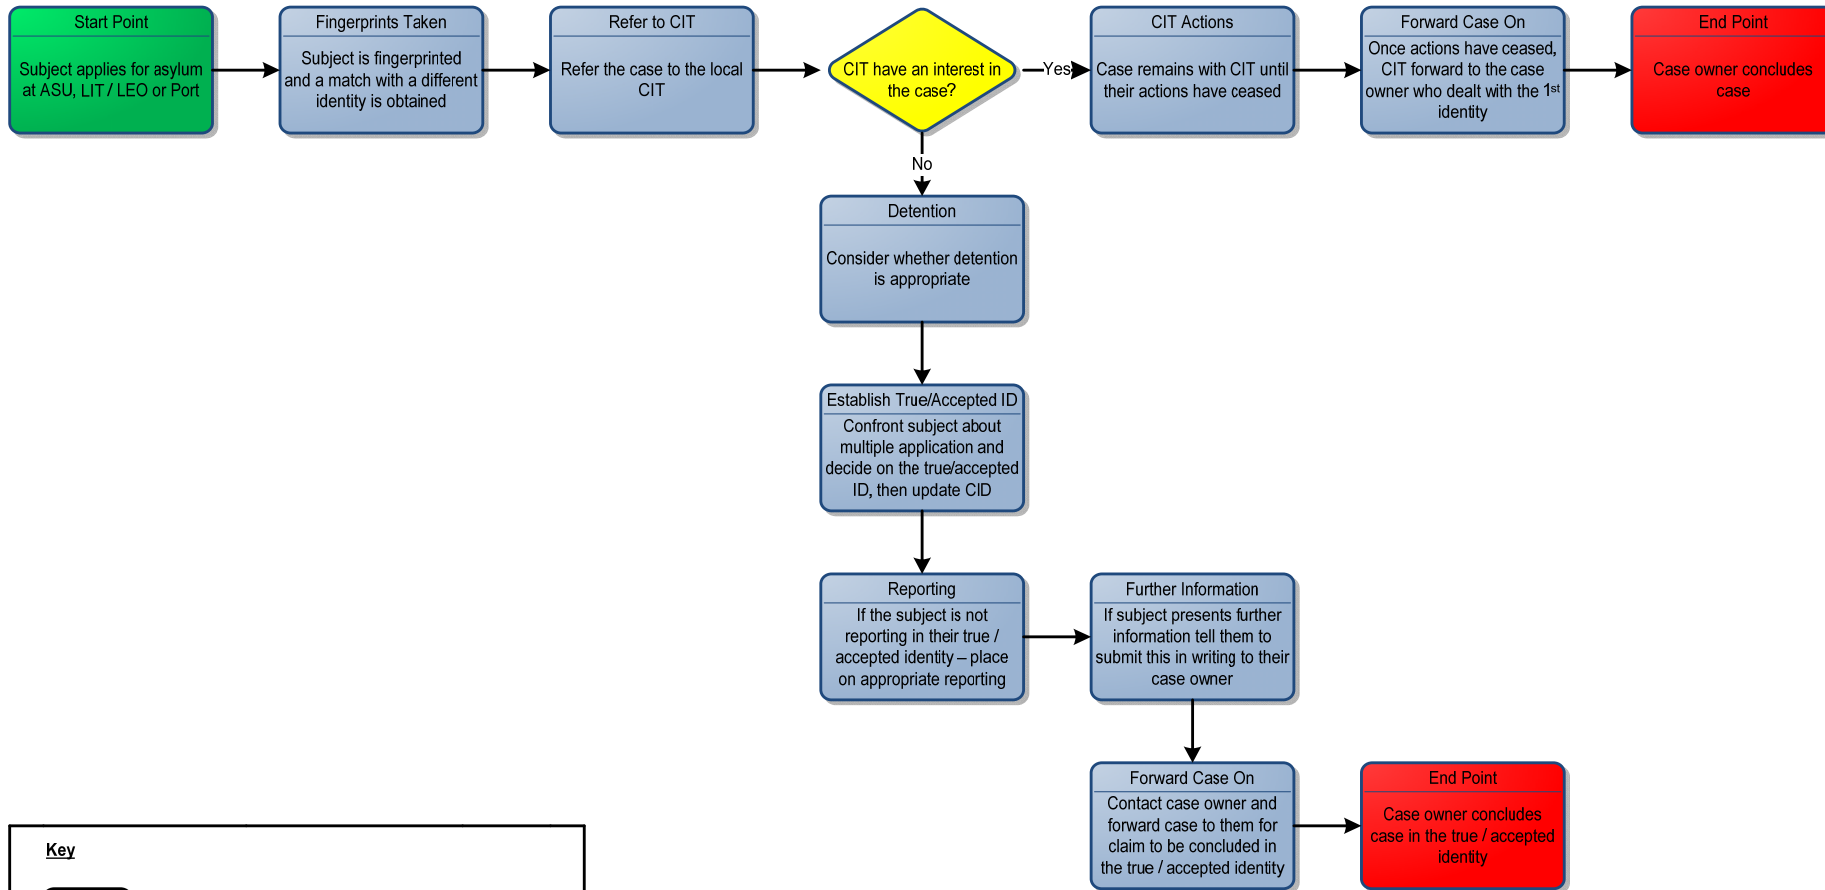 Start Point
Subject applies for asylum
at ASU, LIT / LEO or Port
Fingerprints Taken
Subject is fingerprinted
and a match with a different
identity is obtained
Refer to CIT
Refer the case to the local
CIT
CIT have an interest in
the case?
Yes
CIT Actions
Case remains with CIT until
their actions have ceased
Forward Case On
Once actions have ceased,
CIT forward to the case
owner who dealt with the 1st
identity
End Point
Case owner concludes
case
No
Detention
Consider whether detention
is appropriate
Establish True/Accepted ID
Confront subject about
multiple application and
decide on the true/accepted
ID, then update CID
Reporting
If the subject is not
reporting in their true /
accepted identity – place
on appropriate reporting
Further Information
If subject presents further
information tell them to
submit this in writing to their
case owner
Forward Case On
Contact case owner and
forward case to them for
claim to be concluded in
the true / accepted identity
End Point
Case owner concludes
case in the true / accepted
identity
Key